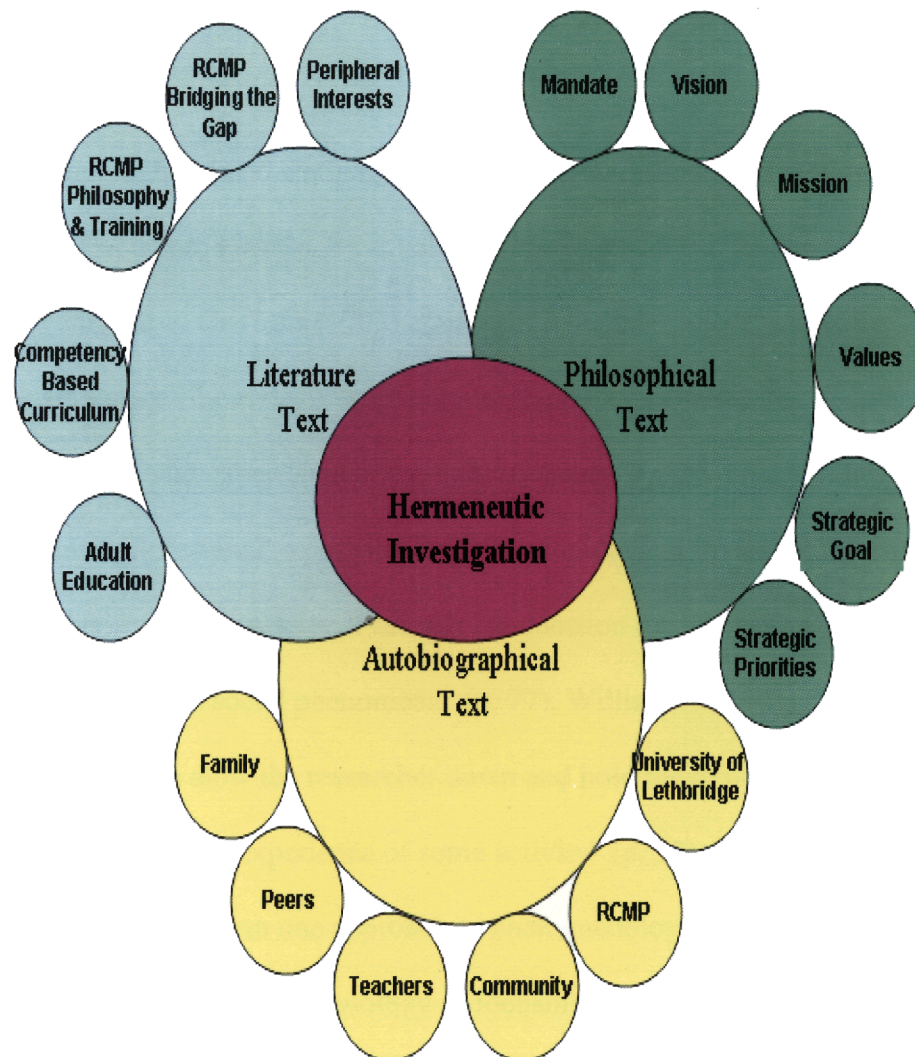 RCMP
Bridging the
Gap
Peripheral
Interests
Mandate
Vision
RCMP
Philosophy
& Training
Mission
Competency
Based
Curriculum
Literature
Text
Philosophical
Text
Values
Hermeneutic
Investigation
Adult
Education
Strategic
Goal
Strategic
Priorities
Autobiographical
Text
Family
University of
Lethbridge
Peers
RCMP
Teachers
Community